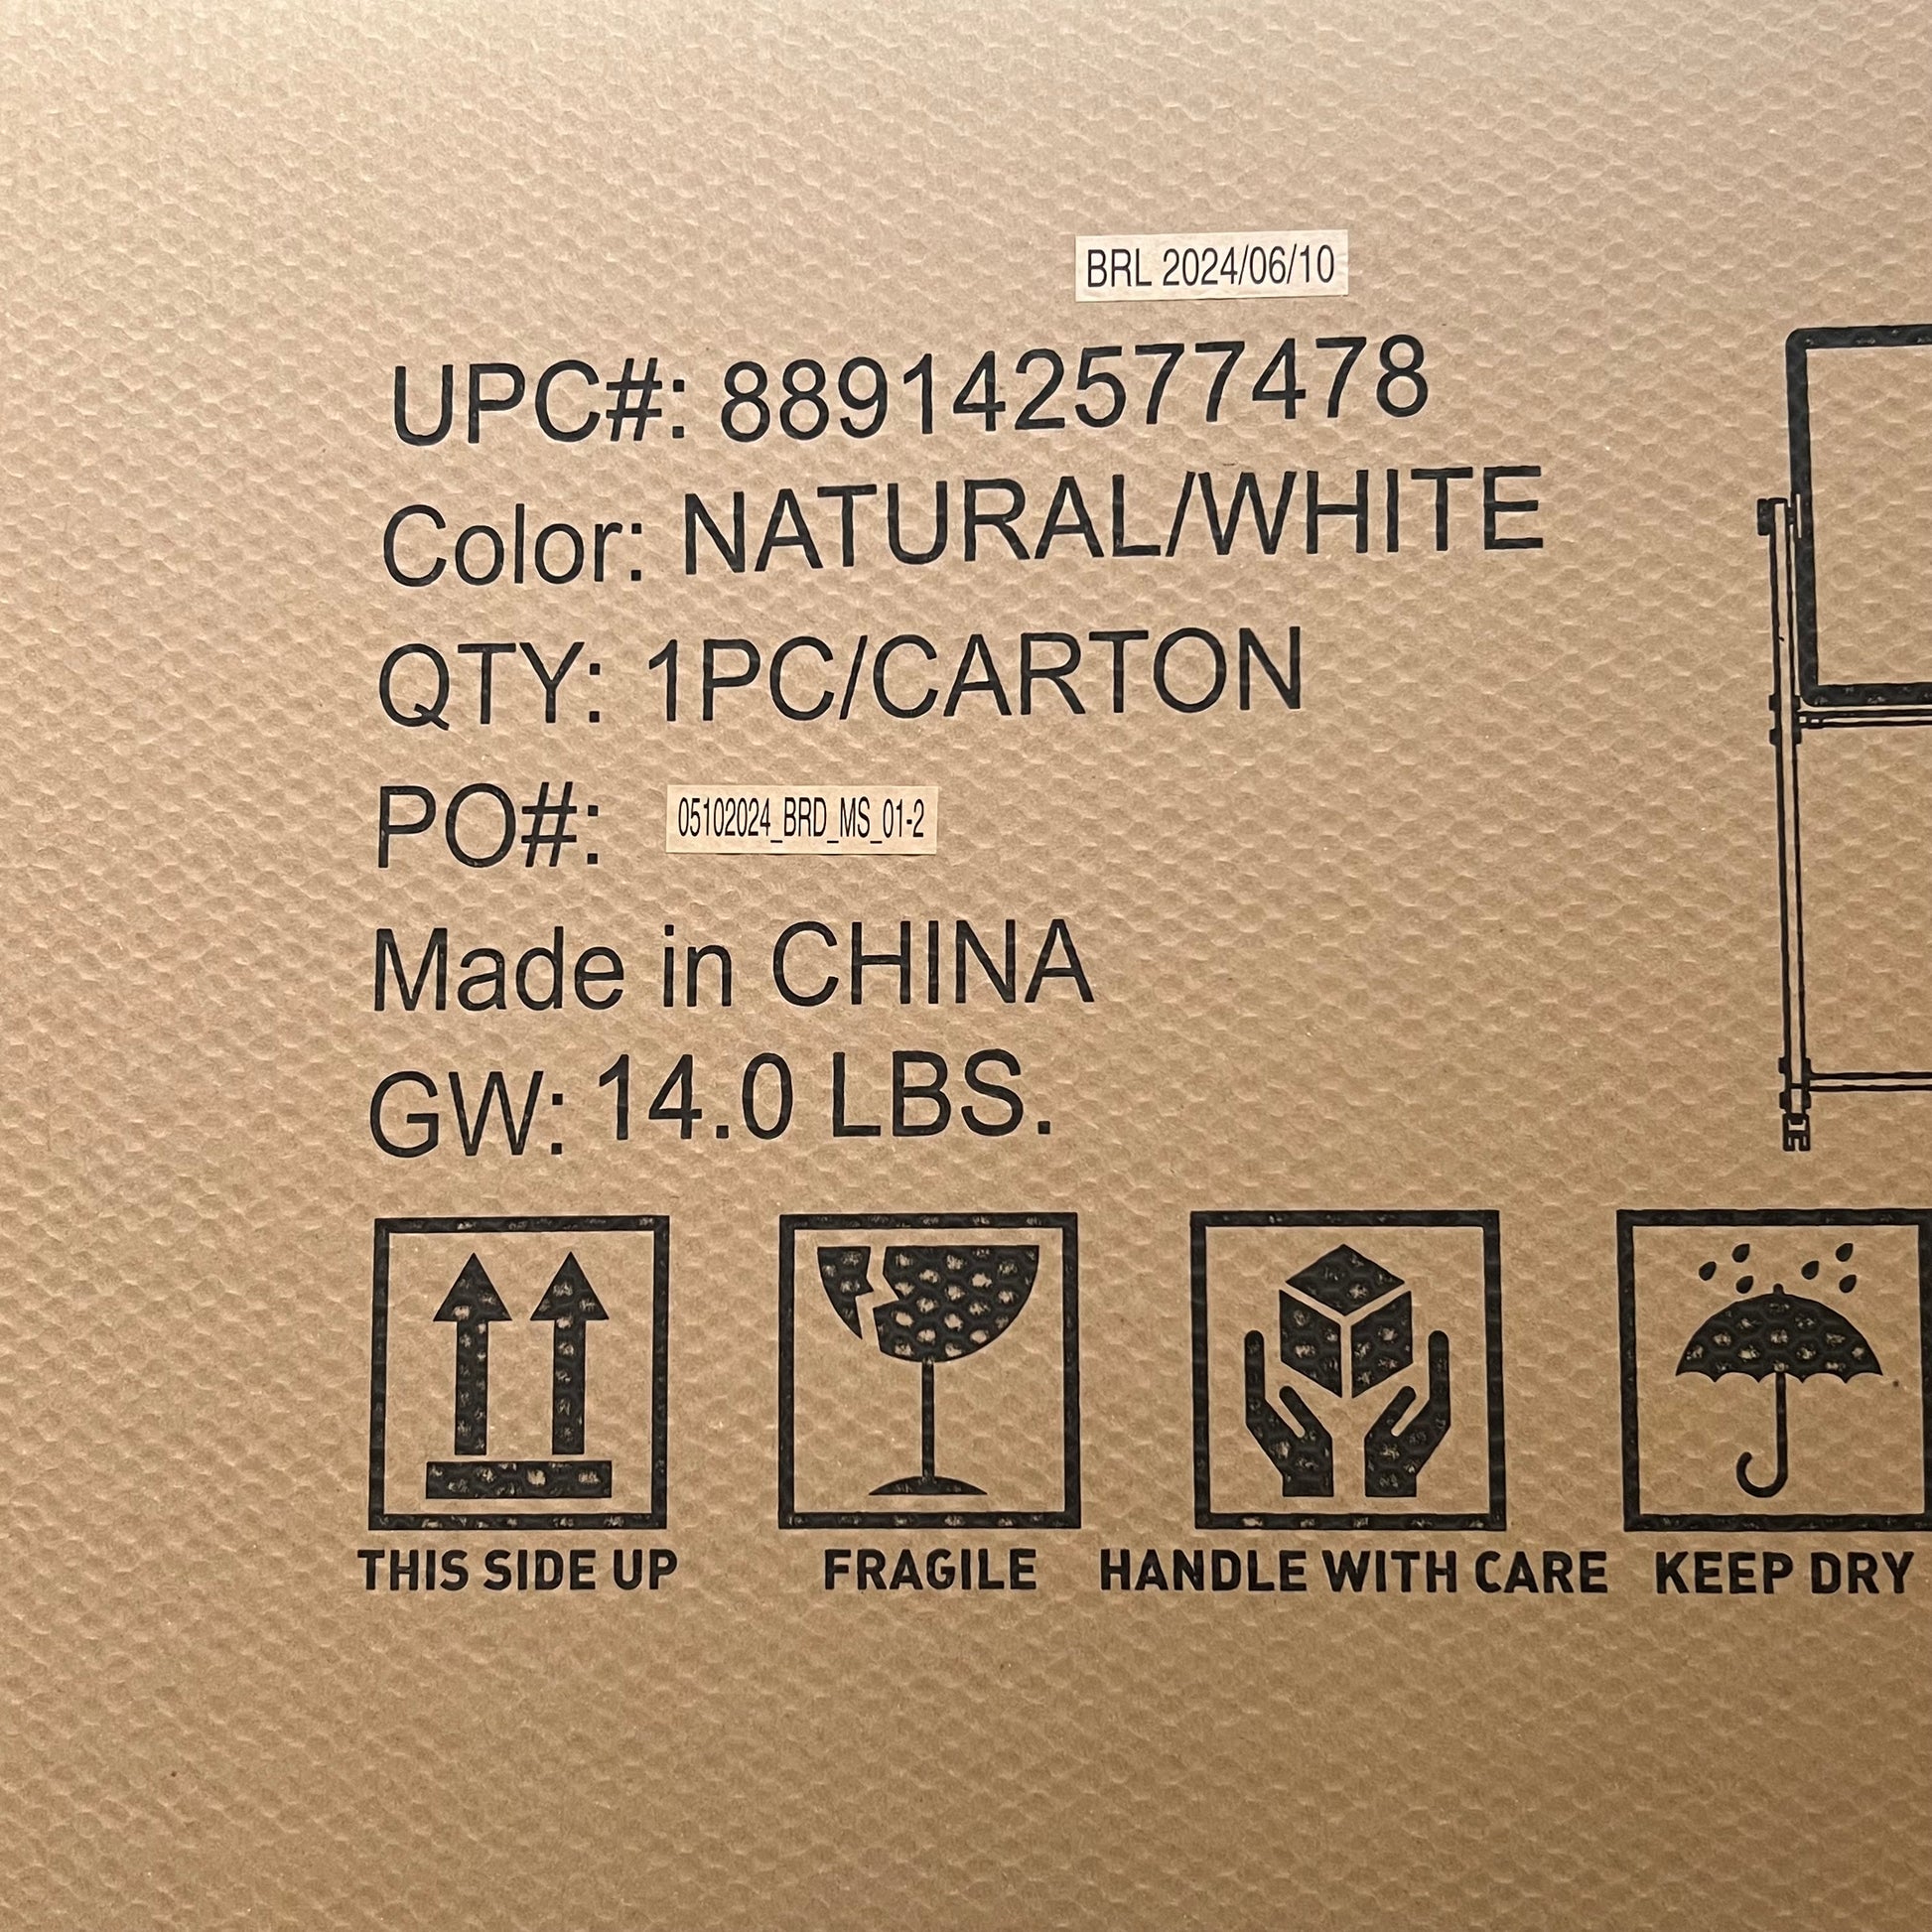 BRL 2024/06/10
UPC#: 889142577478
Color: NATURAL/WHITE
QTY: 1PC/CARTON
PO#: 05102024_BRD_MS_01-2
Made in CHINA
GW: 14.0 LBS.
THIS SIDE UP
FRAGILE
HANDLE WITH CARE
KEEP DRY